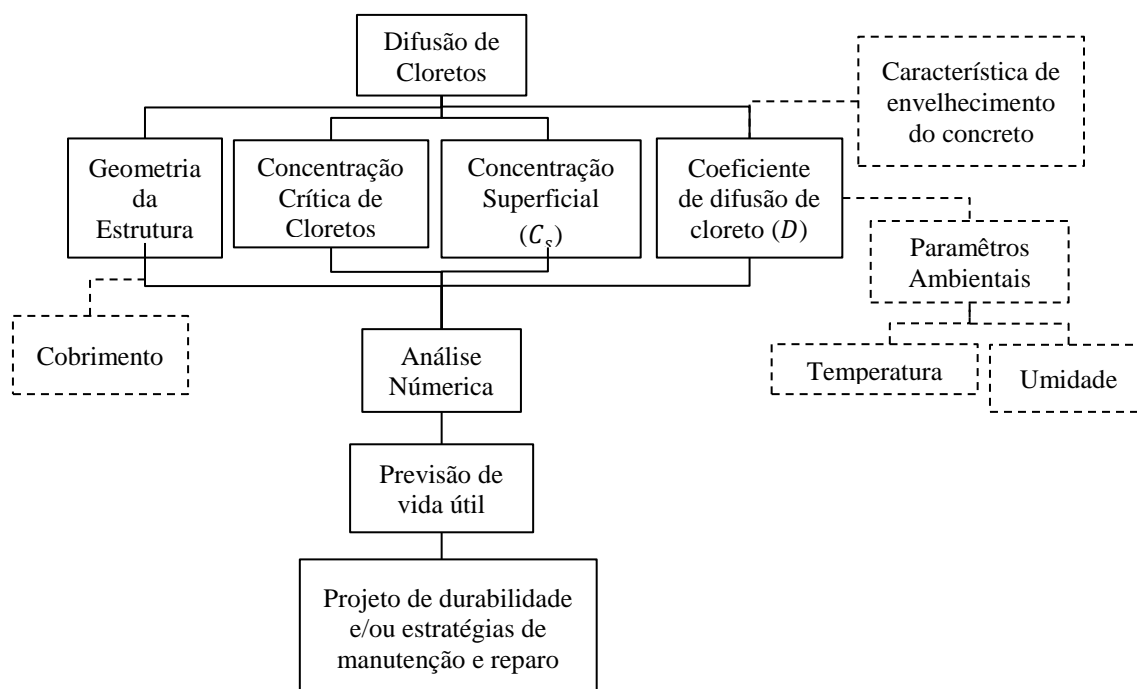 Difusão de
Cloretos
Característica de
envelhecimento
do concreto
Geometria
da
Estrutura
Concentração
Crítica de
Cloretos
Concentração
Superficial
(C_s)
Coeficiente
de difusão de
cloreto (D)
Paramêtros
Ambientais
Cobrimento
Análise
Númerica
Temperatura
Umidade
Previsão de
vida útil
Projeto de durabilidade
e/ou estratégias de
manutenção e reparo